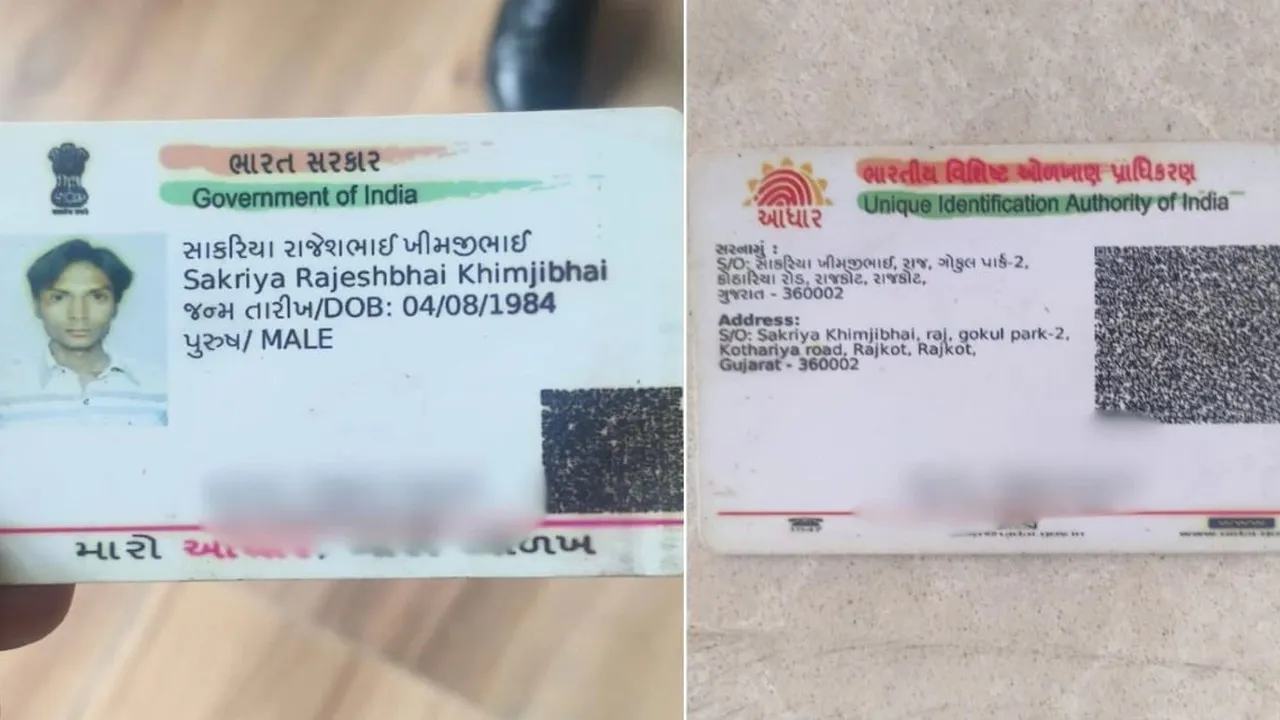 ભારત સરકાર
Government of India
સાકરિયા રાજેશભાઈ ખીમજીભાઈ
Sakriya Rajeshbhai Khimjibhai
જન્મ તારીખ/DOB: 04/08/1984
પુરુષ/ MALE
મારો
ભારતીય વિશિષ્ટ ઓળખાણ પ્રાધિકરણ
આધાર
Unique Identification Authority of India
સરનામું :
S/O: સાકરિયા ખીમજીભાઈ, રાજ, ગોકુલ પાર્ક-2,
કોઠારિયા રોડ, રાજકોટ, રાજકોટ,
ગુજરાત - 360002
Address:
S/O: Sakriya Khimjibhai, raj, gokul park-2,
Kothariya road, Rajkot, Rajkot,
Gujarat - 360002